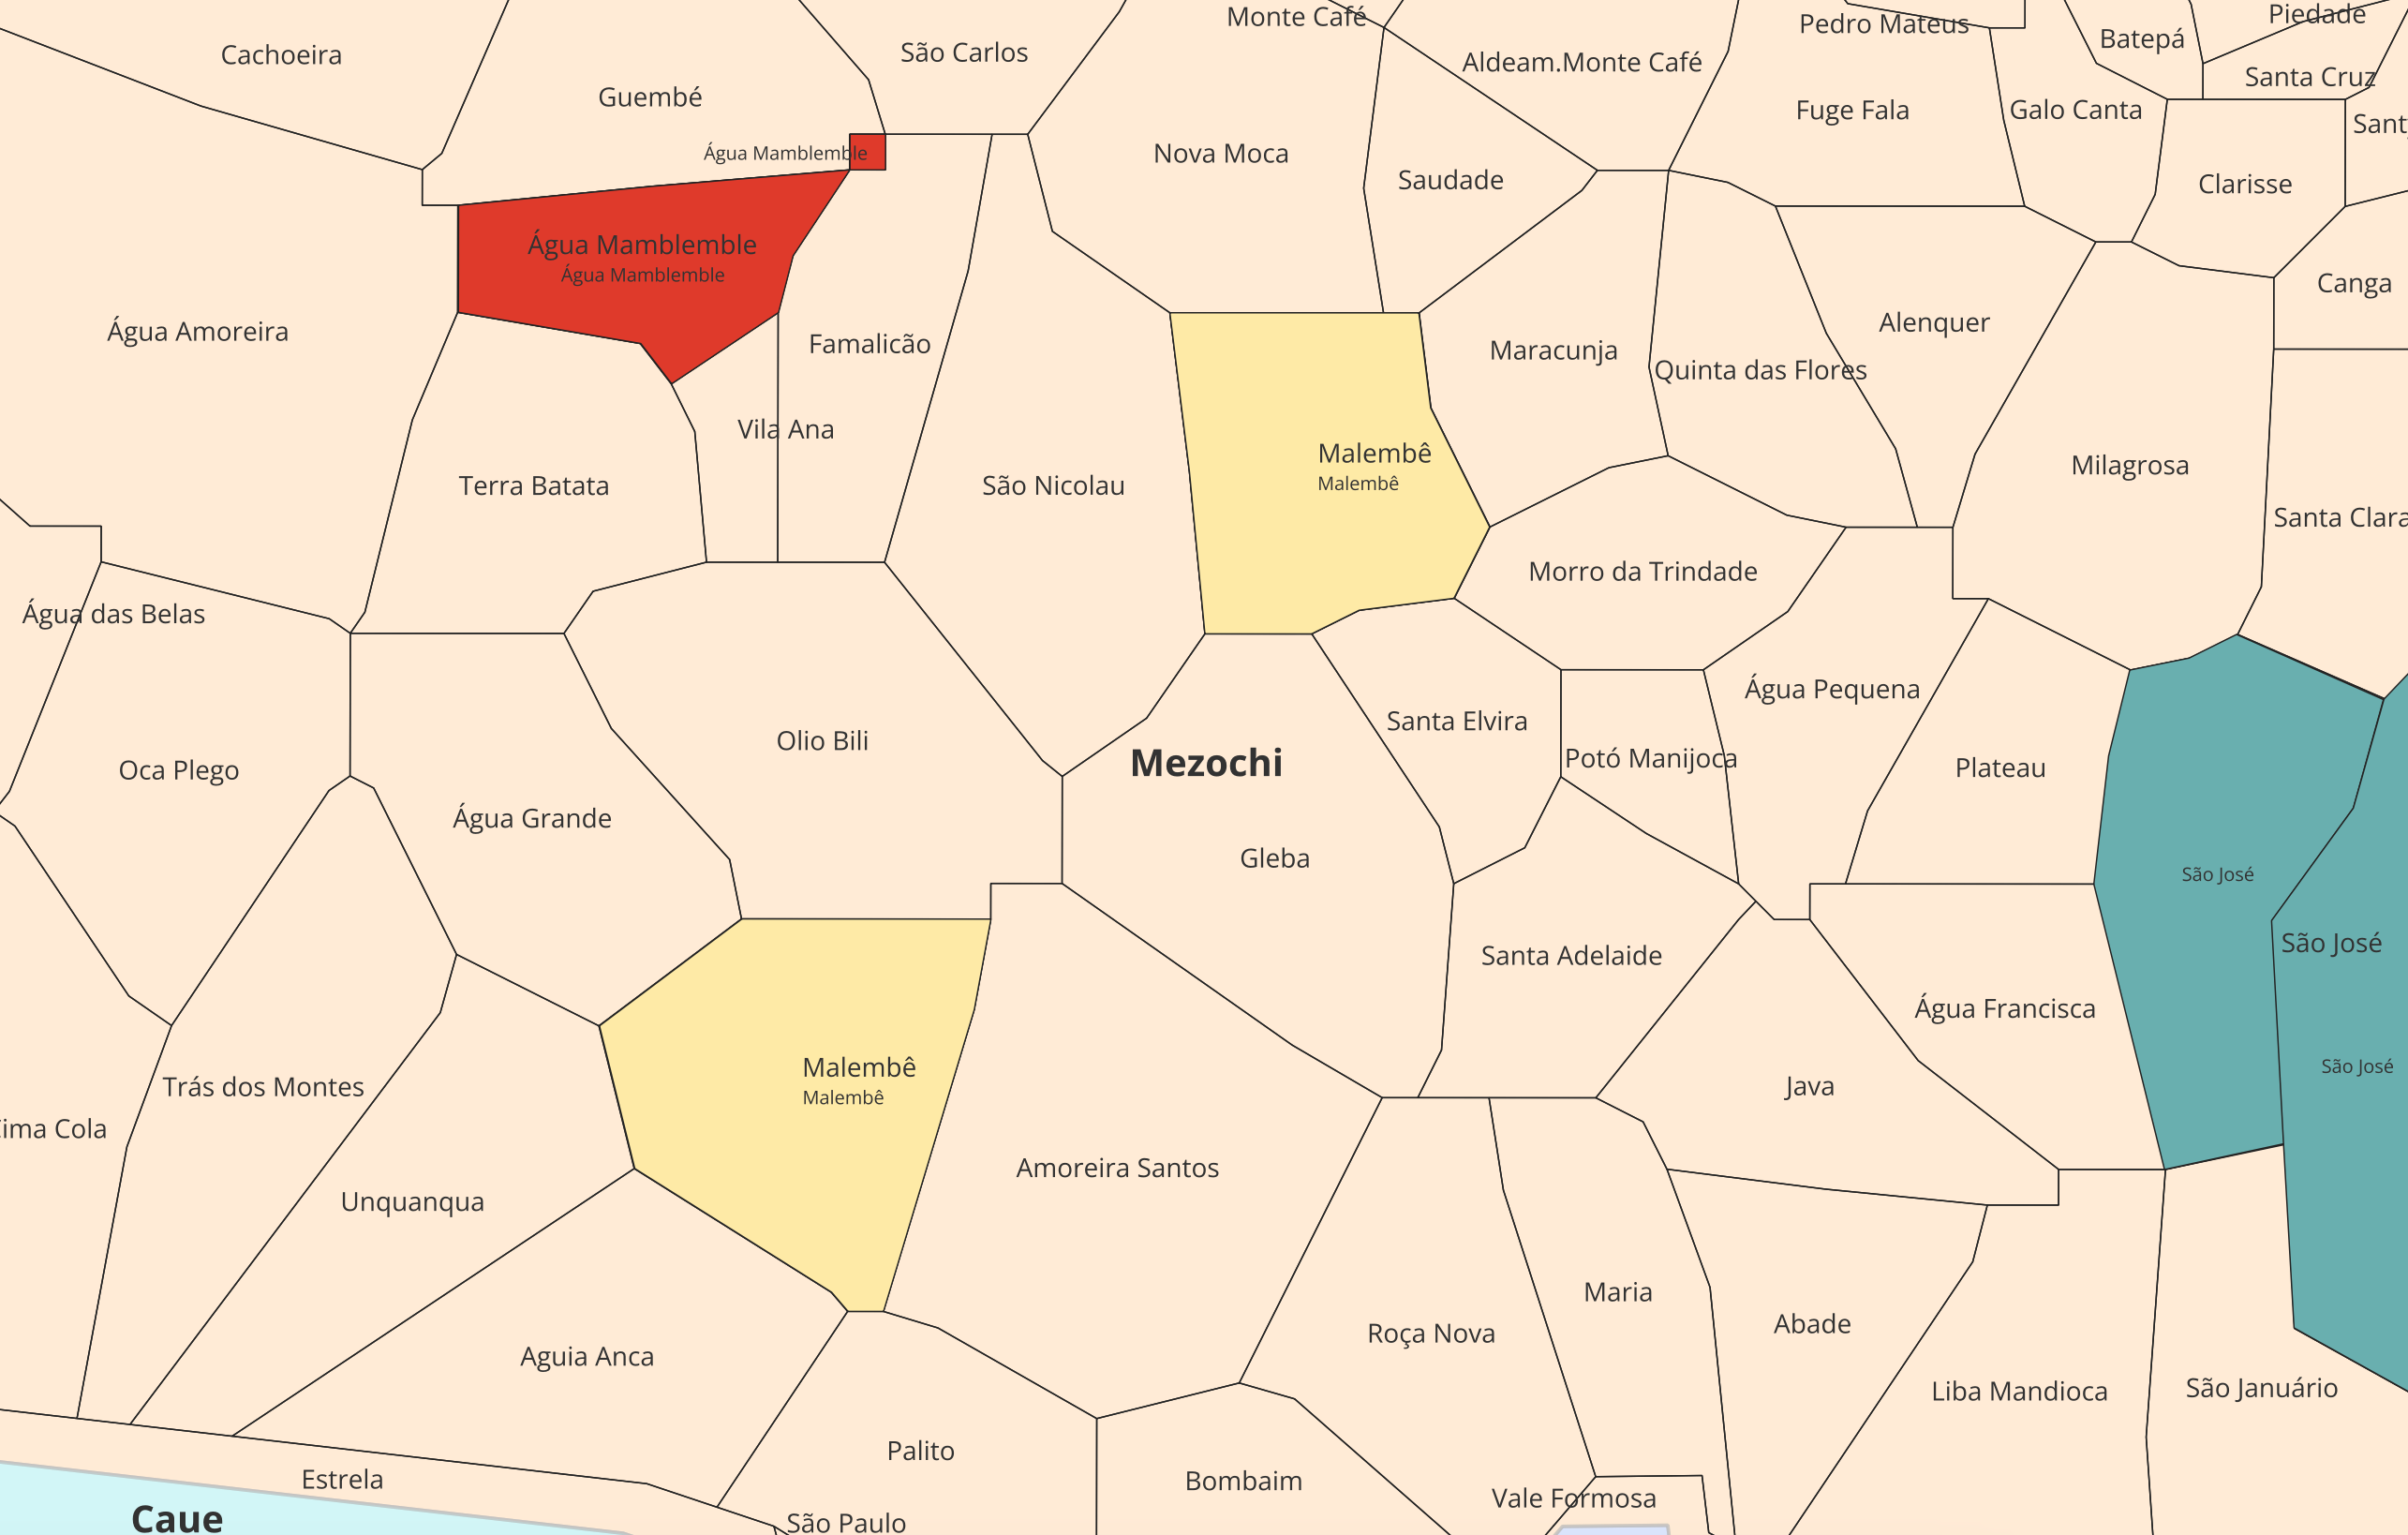 Monte Café
Piedade
Pedro Mateus
Batepá
Cachoeira
São Carlos
Aldeam.Monte Café
Santa Cruz
Guembé
Fuge Fala
Galo Canta
Água Mamblemble
Nova Moca
Saudade
Clarisse
Água Mamblemble
Água Mamblemble
Canga
Água Amoreira
Famalicão
Maracunja
Quinta das Flores
Alenquer
Vila Ana
Malembê
Malembê
Milagrosa
Terra Batata
São Nicolau
Santa Clara
Morro da Trindade
Água das Belas
Água Pequena
Santa Elvira
Olio Bili
Mezochi
Potó Manijoca
Plateau
Oca Plego
Água Grande
Gleba
São José
São José
Santa Adelaide
Água Francisca
Malembê
Malembê
São José
Trás dos Montes
Java
Cima Cola
Amoreira Santos
Unquanqua
Maria
Roça Nova
Abade
Aguia Anca
Liba Mandioca
São Januário
Palito
Estrela
Bombaim
Vale Formosa
Caue
São Paulo